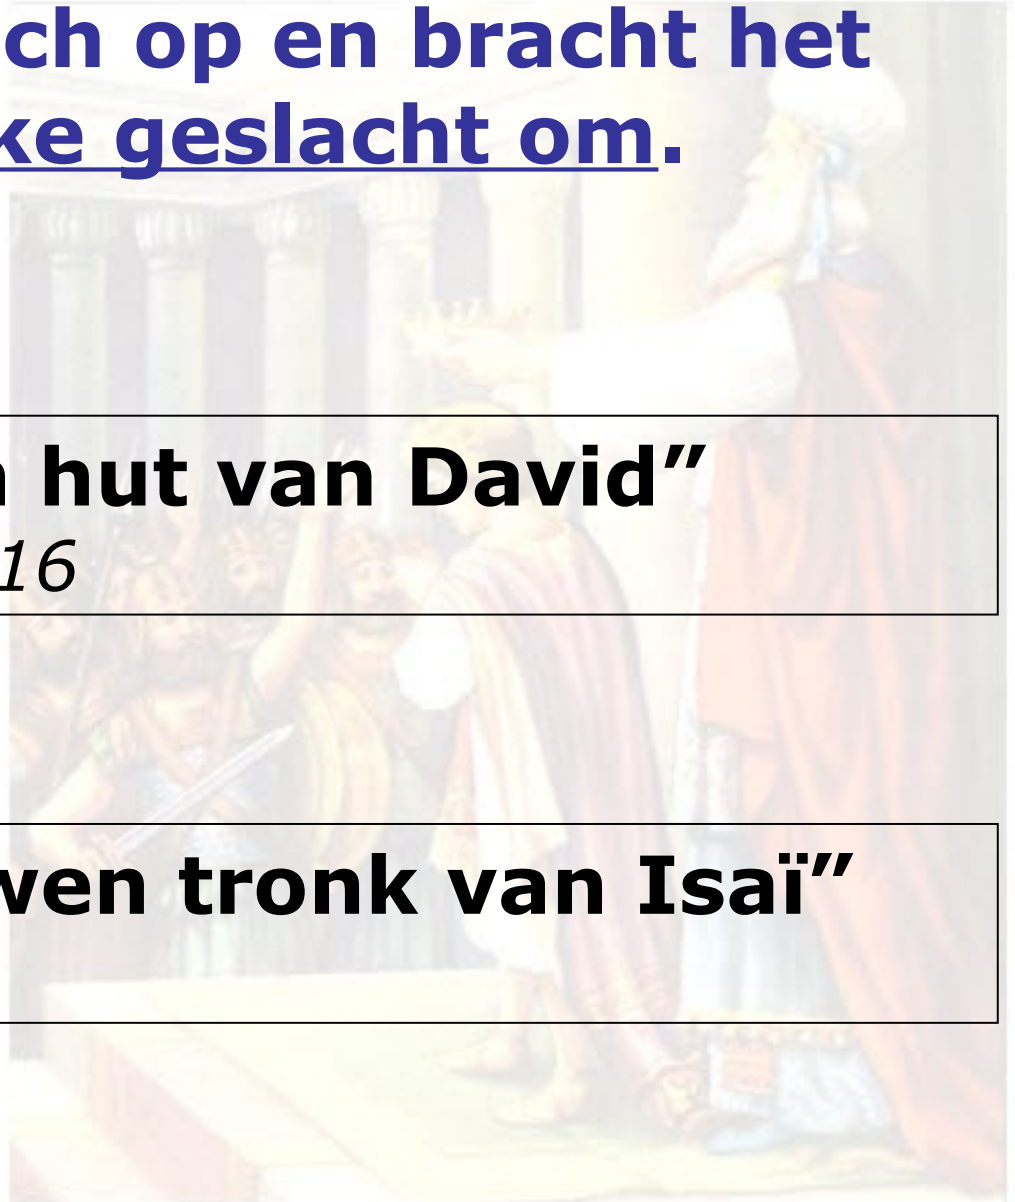 ch op en bracht het
ke geslacht om.
hut van David”
16
wen tronk van Isaï”